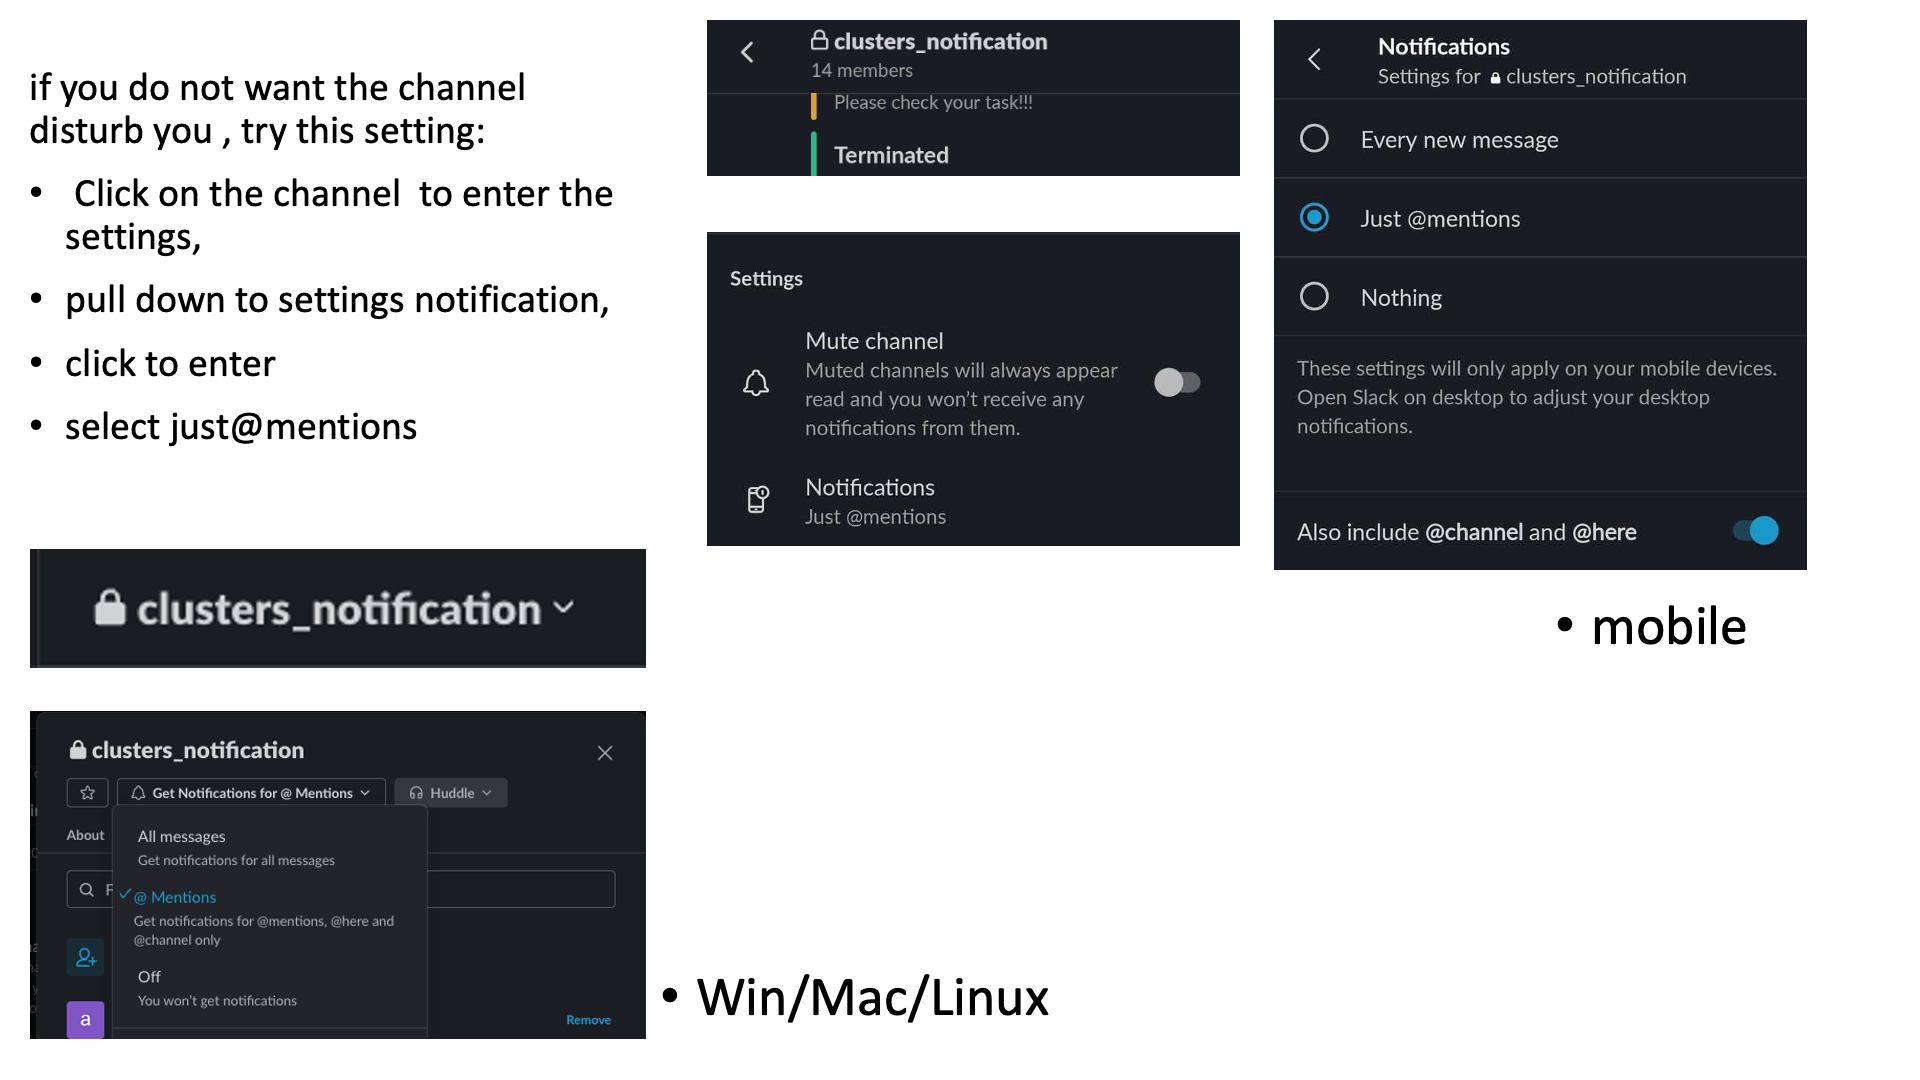 if you do not want the channel
disturb you , try this setting:
• Click on the channel  to enter the
settings,
• pull down to settings notification,
• click to enter
• select just@mentions
clusters_notification
clusters_notification
Get Notifications for @ Mentions
Huddle
About
All messages
Get notifications for all messages
F
@ Mentions
Get notifications for @mentions, @here and
@channel only
Off
You won't get notifications
a
Remove
• Win/Mac/Linux
clusters_notification
14 members
Please check your task!!!
Terminated
Settings
Mute channel
Muted channels will always appear
read and you won't receive any
notifications from them.
Notifications
Just @mentions
Notifications
Settings for clusters_notification
Every new message
Just @mentions
Nothing
These settings will only apply on your mobile devices.
Open Slack on desktop to adjust your desktop
notifications.
Also include @channel and @here
• mobile